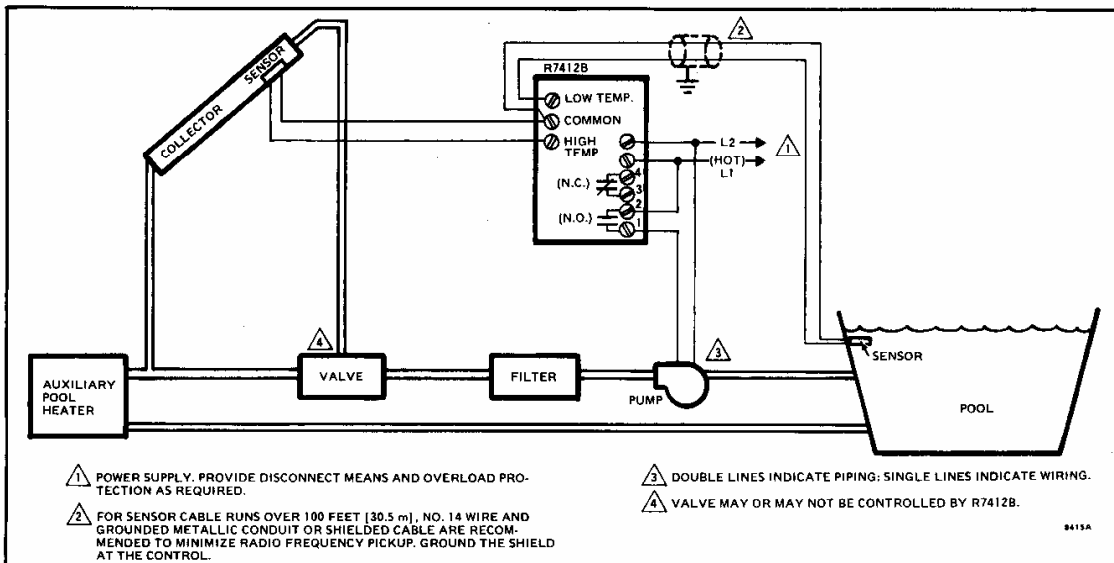 SENSOR
COLLECTOR
2
R7412B
LOW TEMP.
COMMON
HIGH
TEMP
L2
(HOT)
L1
1
(N.C.)
4
3
(N.O.)
2
1
4
3
AUXILIARY
POOL
HEATER
VALVE
FILTER
PUMP
SENSOR
POOL
1 POWER SUPPLY. PROVIDE DISCONNECT MEANS AND OVERLOAD PRO-
TECTION AS REQUIRED.
2 FOR SENSOR CABLE RUNS OVER 100 FEET [30.5 m], NO. 14 WIRE AND
GROUNDED METALLIC CONDUIT OR SHIELDED CABLE ARE RECOM-
MENDED TO MINIMIZE RADIO FREQUENCY PICKUP. GROUND THE SHIELD
AT THE CONTROL.
3 DOUBLE LINES INDICATE PIPING: SINGLE LINES INDICATE WIRING.
4 VALVE MAY OR MAY NOT BE CONTROLLED BY R7412B.